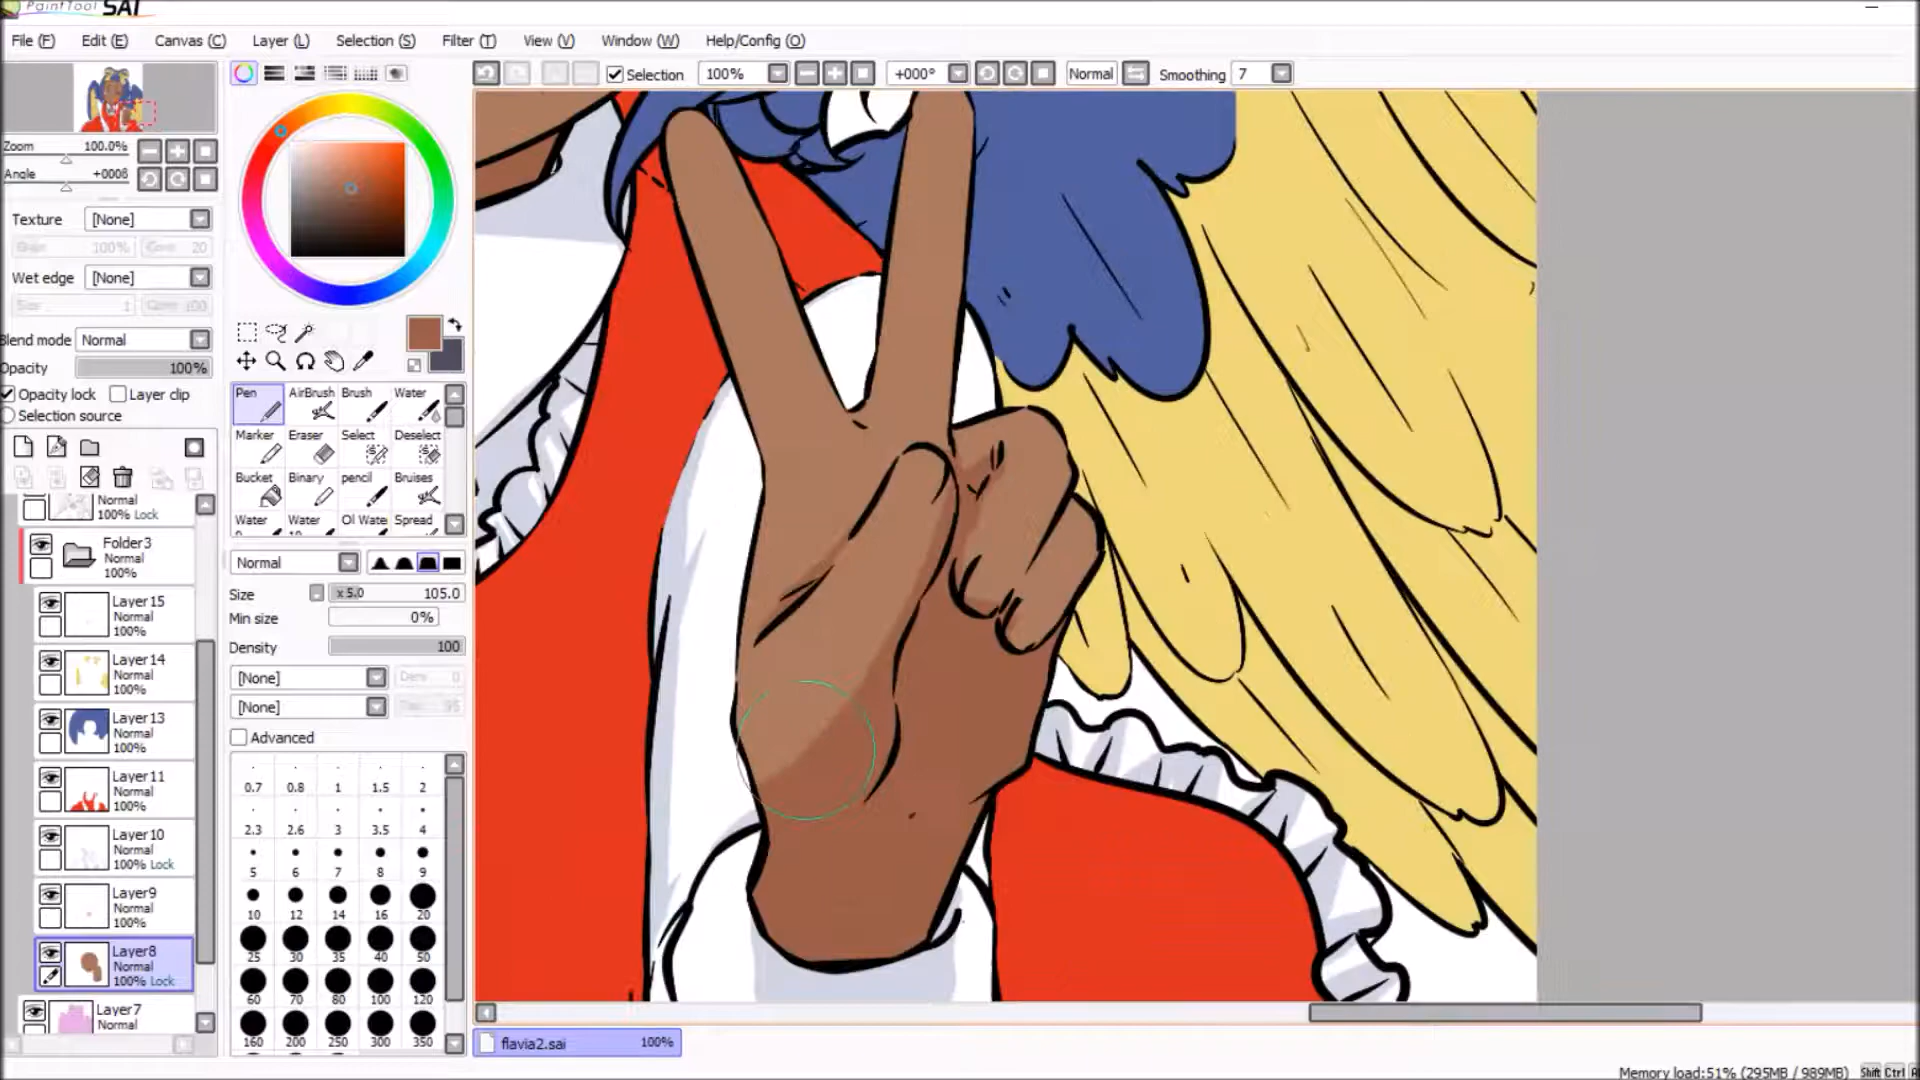 PaintTool SAI
File (F) Edit (E) Canvas (C) Layer (L) Selection (S) Filter (T) View (V) Window (W) Help/Config (O)
Selection 100% +000° Normal Smoothing 7
Zoom 100.0%
Angle +000ß
Texture [None]
100% 20
Wet edge [None]
1 100
Blend mode Normal
Opacity 100%
Opacity lock Layer clip
Selection source
Normal
100% Lock
Folder3
Normal
100%
Layer15
Normal
100%
Layer14
Normal
100%
Layer13
Normal
100%
Layer11
Normal
100%
Layer10
Normal
100% Lock
Layer9
Normal
100%
Layer8
Normal
100% Lock
Layer7
Normal
Pen AirBrush Brush Water
Marker Eraser Select Deselect
Bucket Binary pencil Bruises
Water Water Ol Wate Spread
Normal
Size x 5.0 105.0
Min size 0%
Density 100
[None]
[None]
Advanced
0.7 0.8 1 1.5 2
2.3 2.6 3 3.5 4
5 6 7 8 9
10 12 14 16 20
25 30 35 40 50
60 70 80 100 120
160 200 250 300 350
flavia2.sai 100%
Memory load:51% (295MB / 989MB) Shift Ctrl